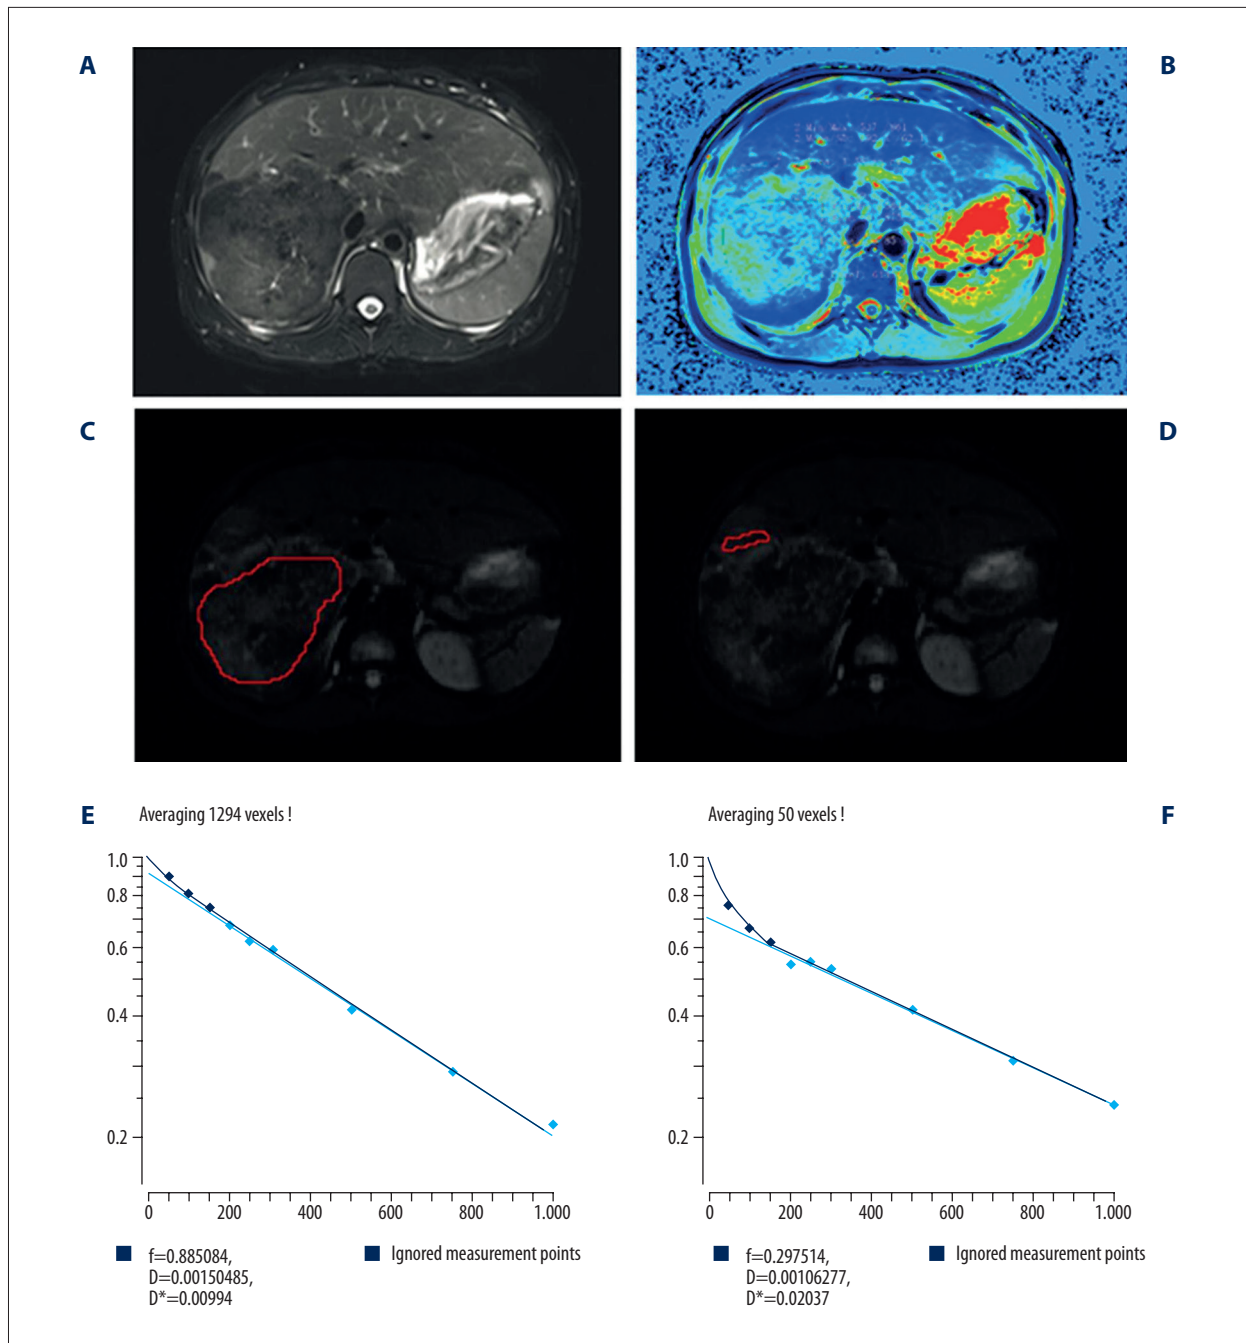 A
B
C
D
E
Averaging 1294 vexels !
Averaging 50 vexels !
F
1.0
0.8
0.6
0.4
0.2
0 200 400 600 800 1.000
f=0.885084,
D=0.00150485,
D*=0.00994
Ignored measurement points
1.0
0.8
0.6
0.4
0.2
0 200 400 600 800 1.000
f=0.297514,
D=0.00106277,
D*=0.02037
Ignored measurement points